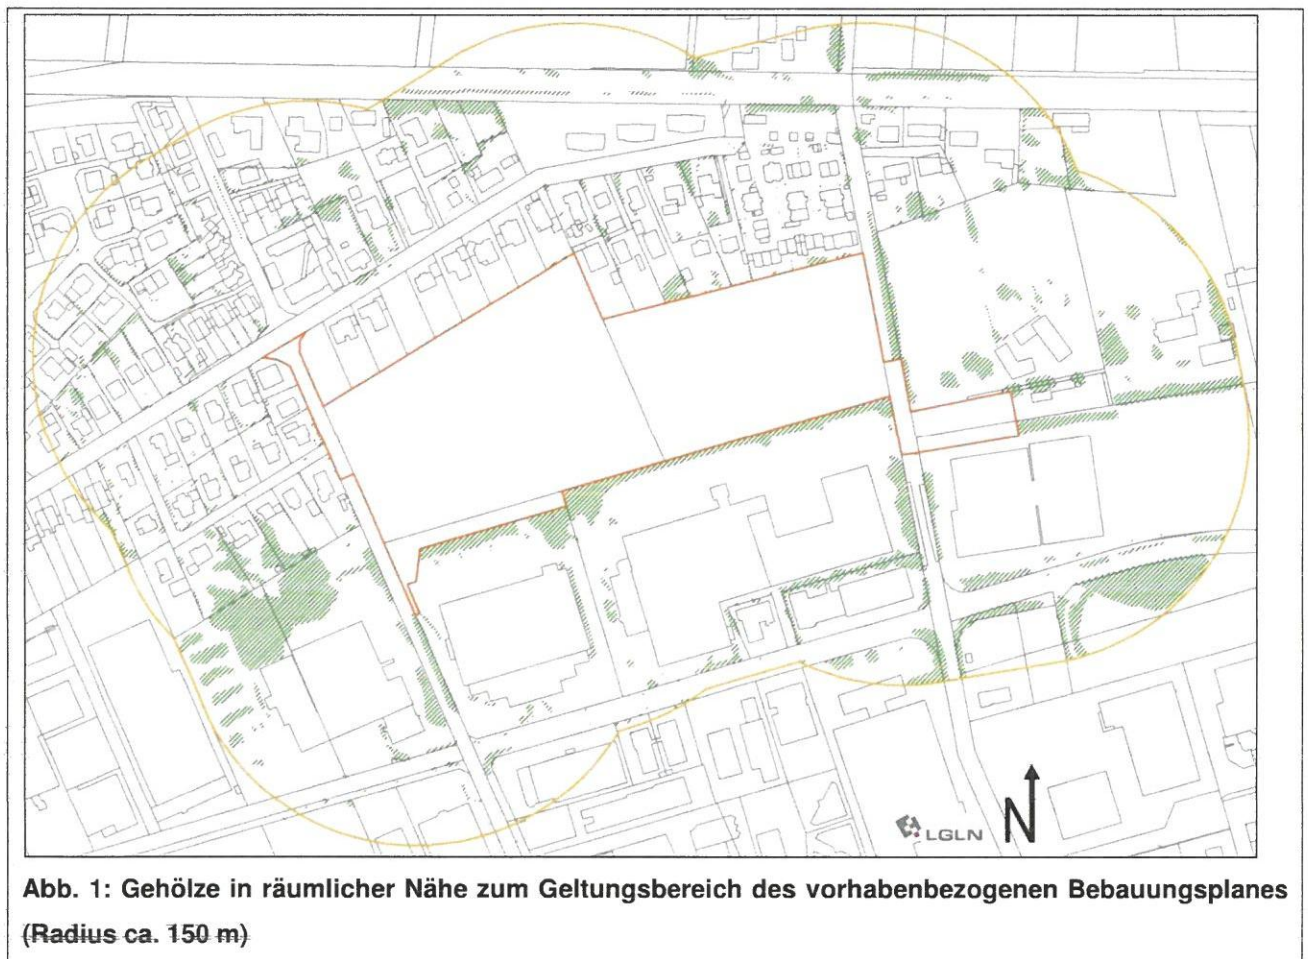 LGLN
N
Abb. 1: Gehölze in räumlicher Nähe zum Geltungsbereich des vorhabenbezogenen Bebauungsplanes
(Radius ca. 150 m)